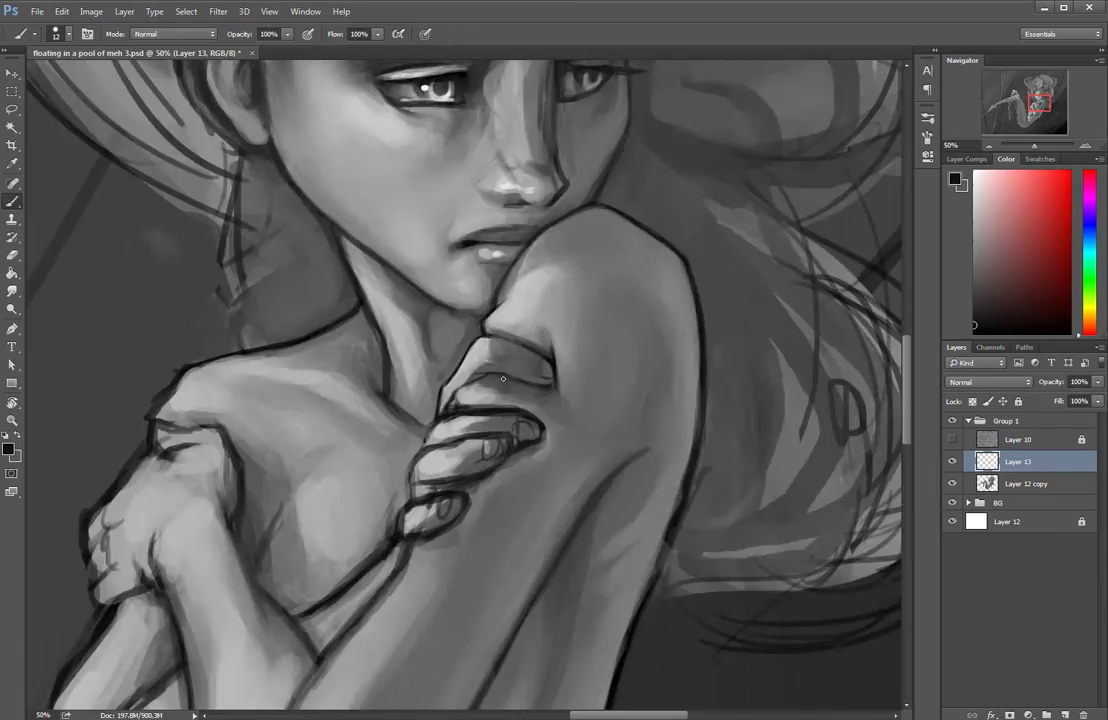 Ps File Edit Image Layer Type Select Filter 3D View Window Help
12 Mode: Normal Opacity: 100% Flow: 100% Essentials
floating in a pool of meh 3.psd @ 50% (Layer 13, RGB/8) *
Navigator
50%
Layer Comps Color Swatches
Layers Channels Paths
Kind
Normal Opacity: 100%
Lock: Fill: 100%
Group 1
Layer 10
Layer 13
Layer 12 copy
BG
Layer 12
50% Doc: 197.8M/900.3M